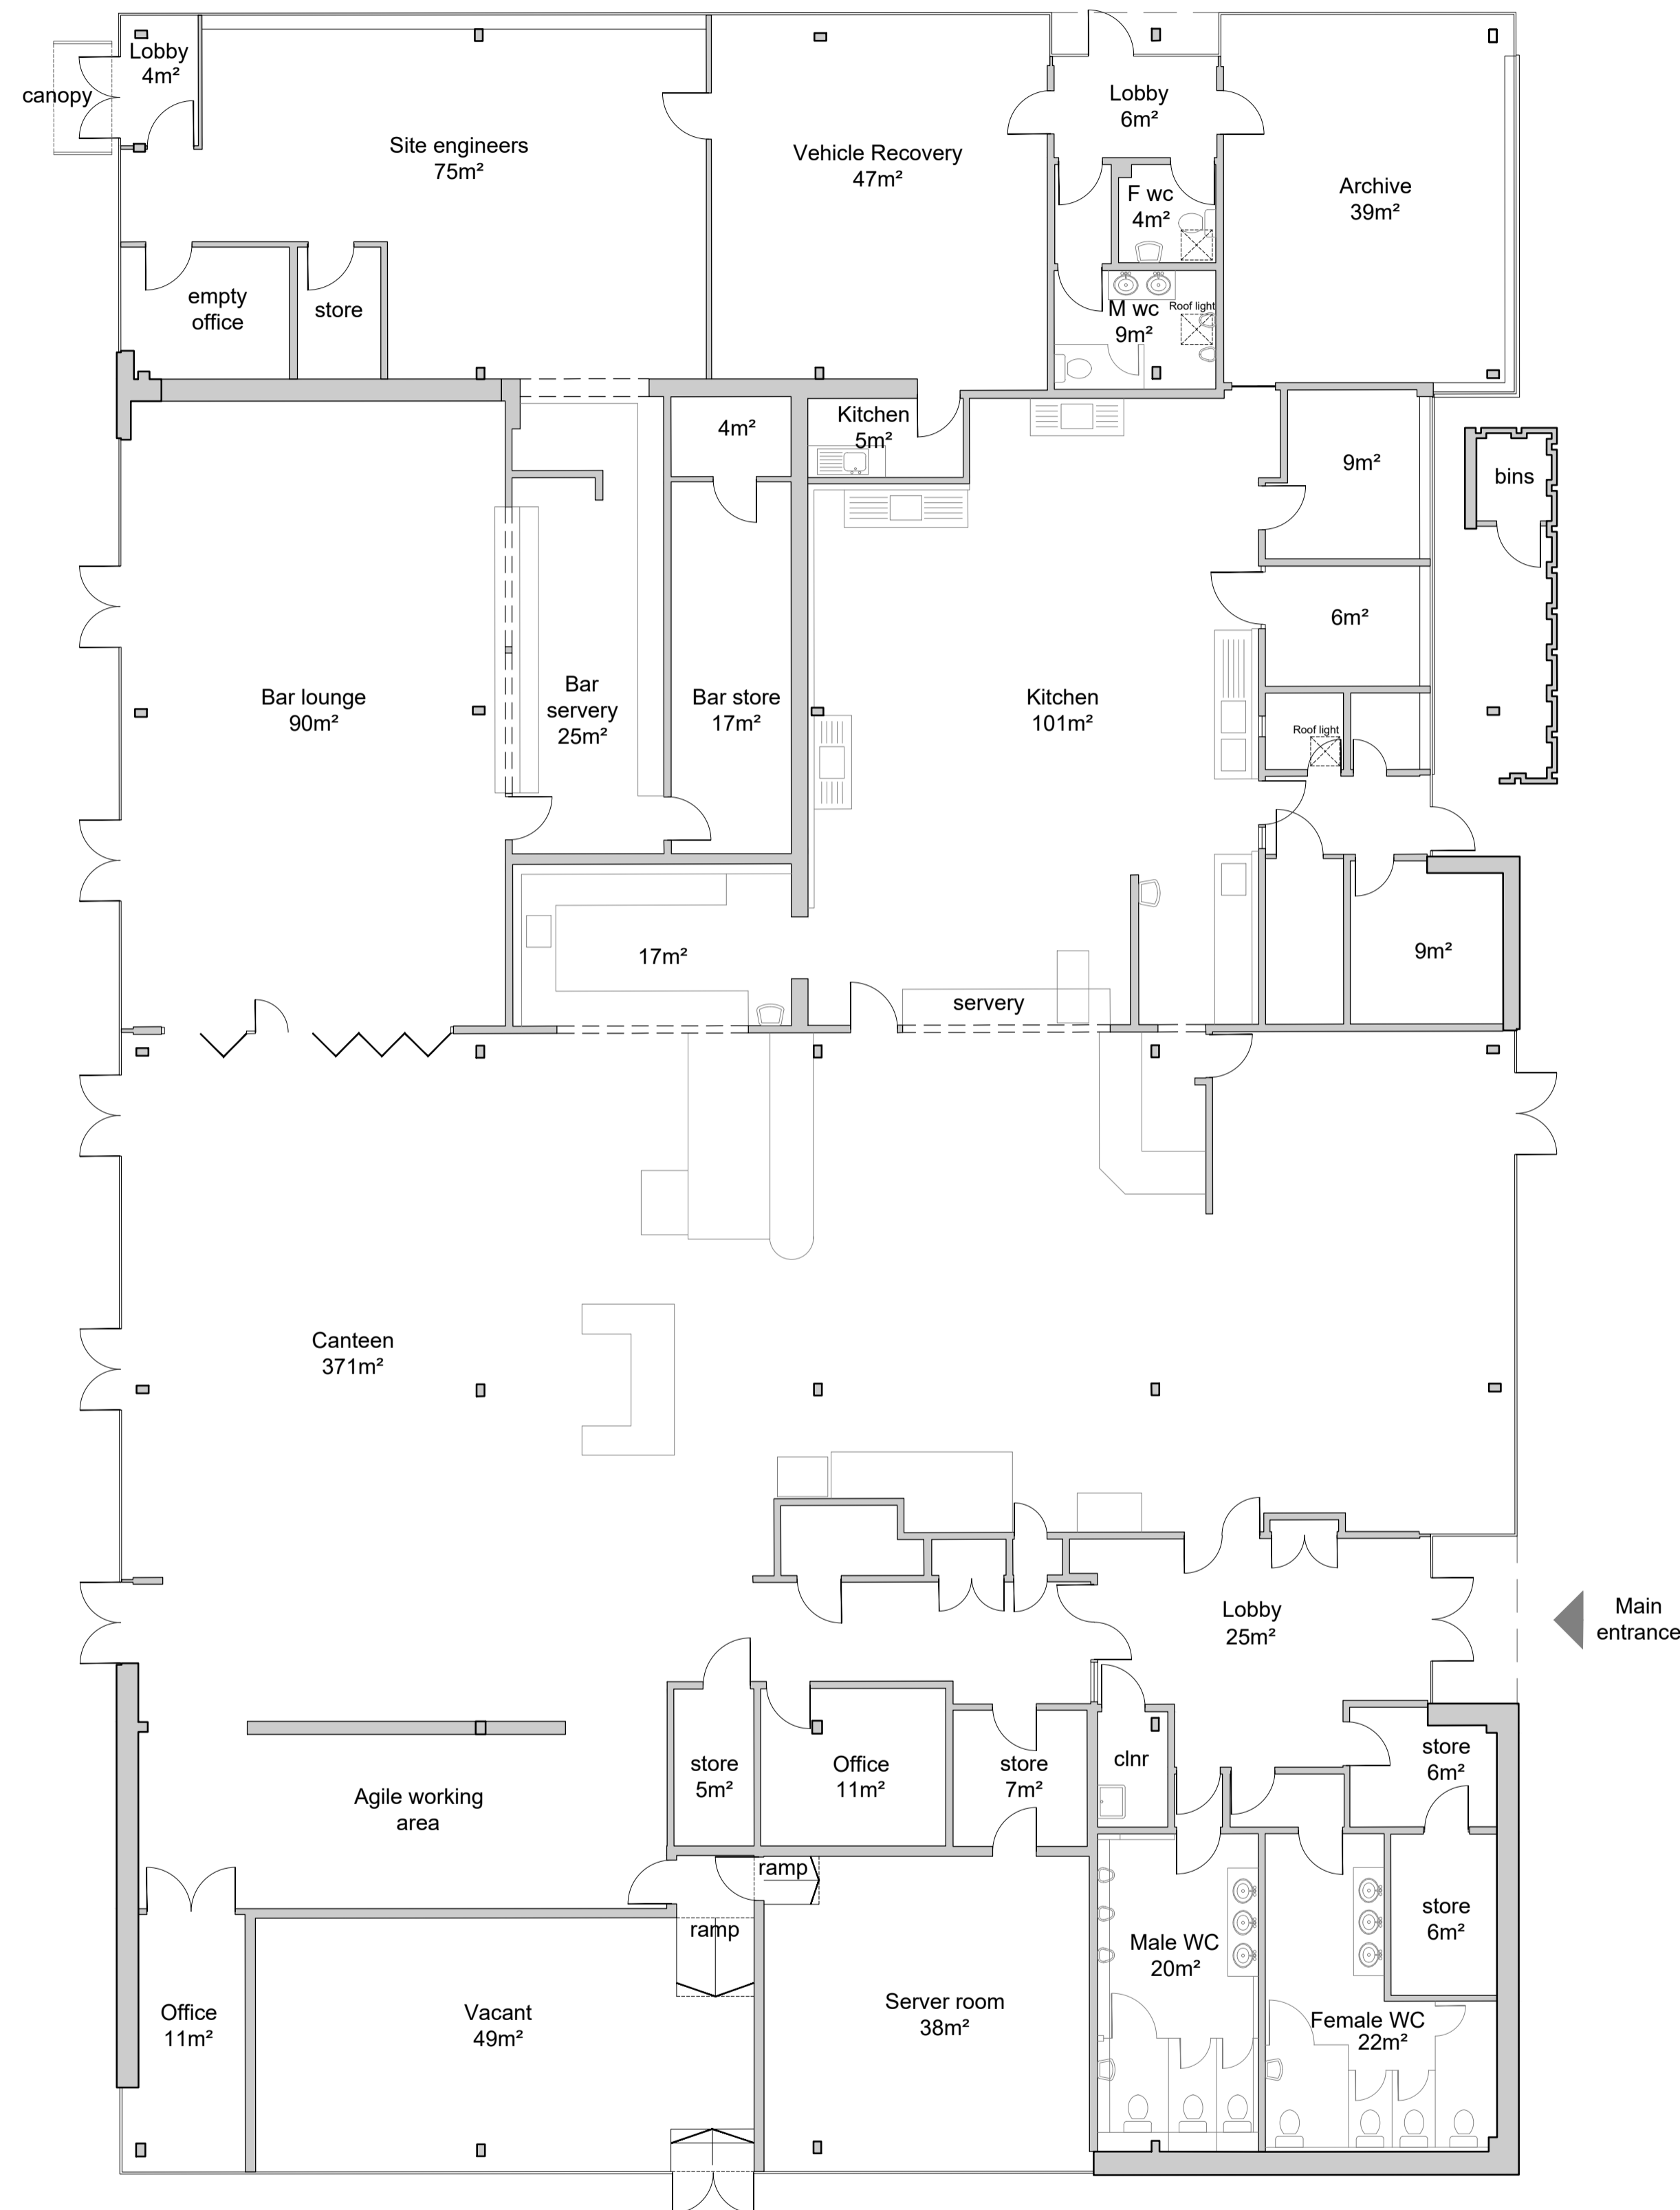 Lobby
4m²
canopy
Site engineers
75m²
Vehicle Recovery
47m²
Lobby
6m²
Archive
39m²
F wc
4m²
empty
office
store
M wc
9m²
Roof light
Kitchen
5m²
4m²
9m²
bins
6m²
Bar lounge
90m²
Bar
servery
25m²
Bar store
17m²
Kitchen
101m²
Roof light
17m²
servery
9m²
Canteen
371m²
Lobby
25m²
Main
entrance
store
5m²
Office
11m²
store
7m²
clnr
store
6m²
Agile working
area
ramp
ramp
store
6m²
Male WC
20m²
Office
11m²
Vacant
49m²
Server room
38m²
Female WC
22m²